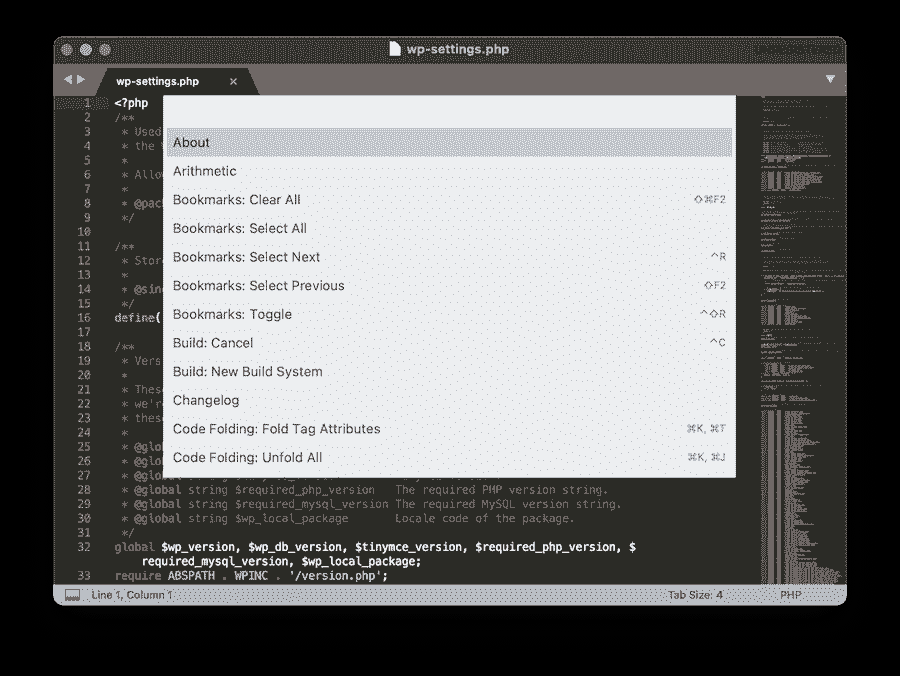 wp-settings.php
wp-settings.php ×
1 <?php
2 /**
3 * Used
4 * the
5 *
6 * Allo
7 *
8 * @pac
9 */
10
11 /**
12 * Stor
13 *
14 * @sin
15 */
16 define(
17
18 /**
19 * Vers
20 *
21 * Thes
22 * we'r
23 * thes
24 *
25 * @glo
26 * @glo
27 * @glo
About
Arithmetic
Bookmarks: Clear All ⇧⌘F2
Bookmarks: Select All
Bookmarks: Select Next ^R
Bookmarks: Select Previous ⇧F2
Bookmarks: Toggle ^⇧R
Build: Cancel ^C
Build: New Build System
Changelog
Code Folding: Fold Tag Attributes ⌘K, ⌘T
Code Folding: Unfold All ⌘K, ⌘J
28 * @global string $required_php_version The required PHP version string.
29 * @global string $required_mysql_version The required MySQL version string.
30 * @global string $wp_local_package Locale code of the package.
31 */
32 global $wp_version, $wp_db_version, $tinymce_version, $required_php_version, $
required_mysql_version, $wp_local_package;
33 require ABSPATH . WPINC . '/version.php';
Line 1, Column 1 Tab Size: 4 PHP